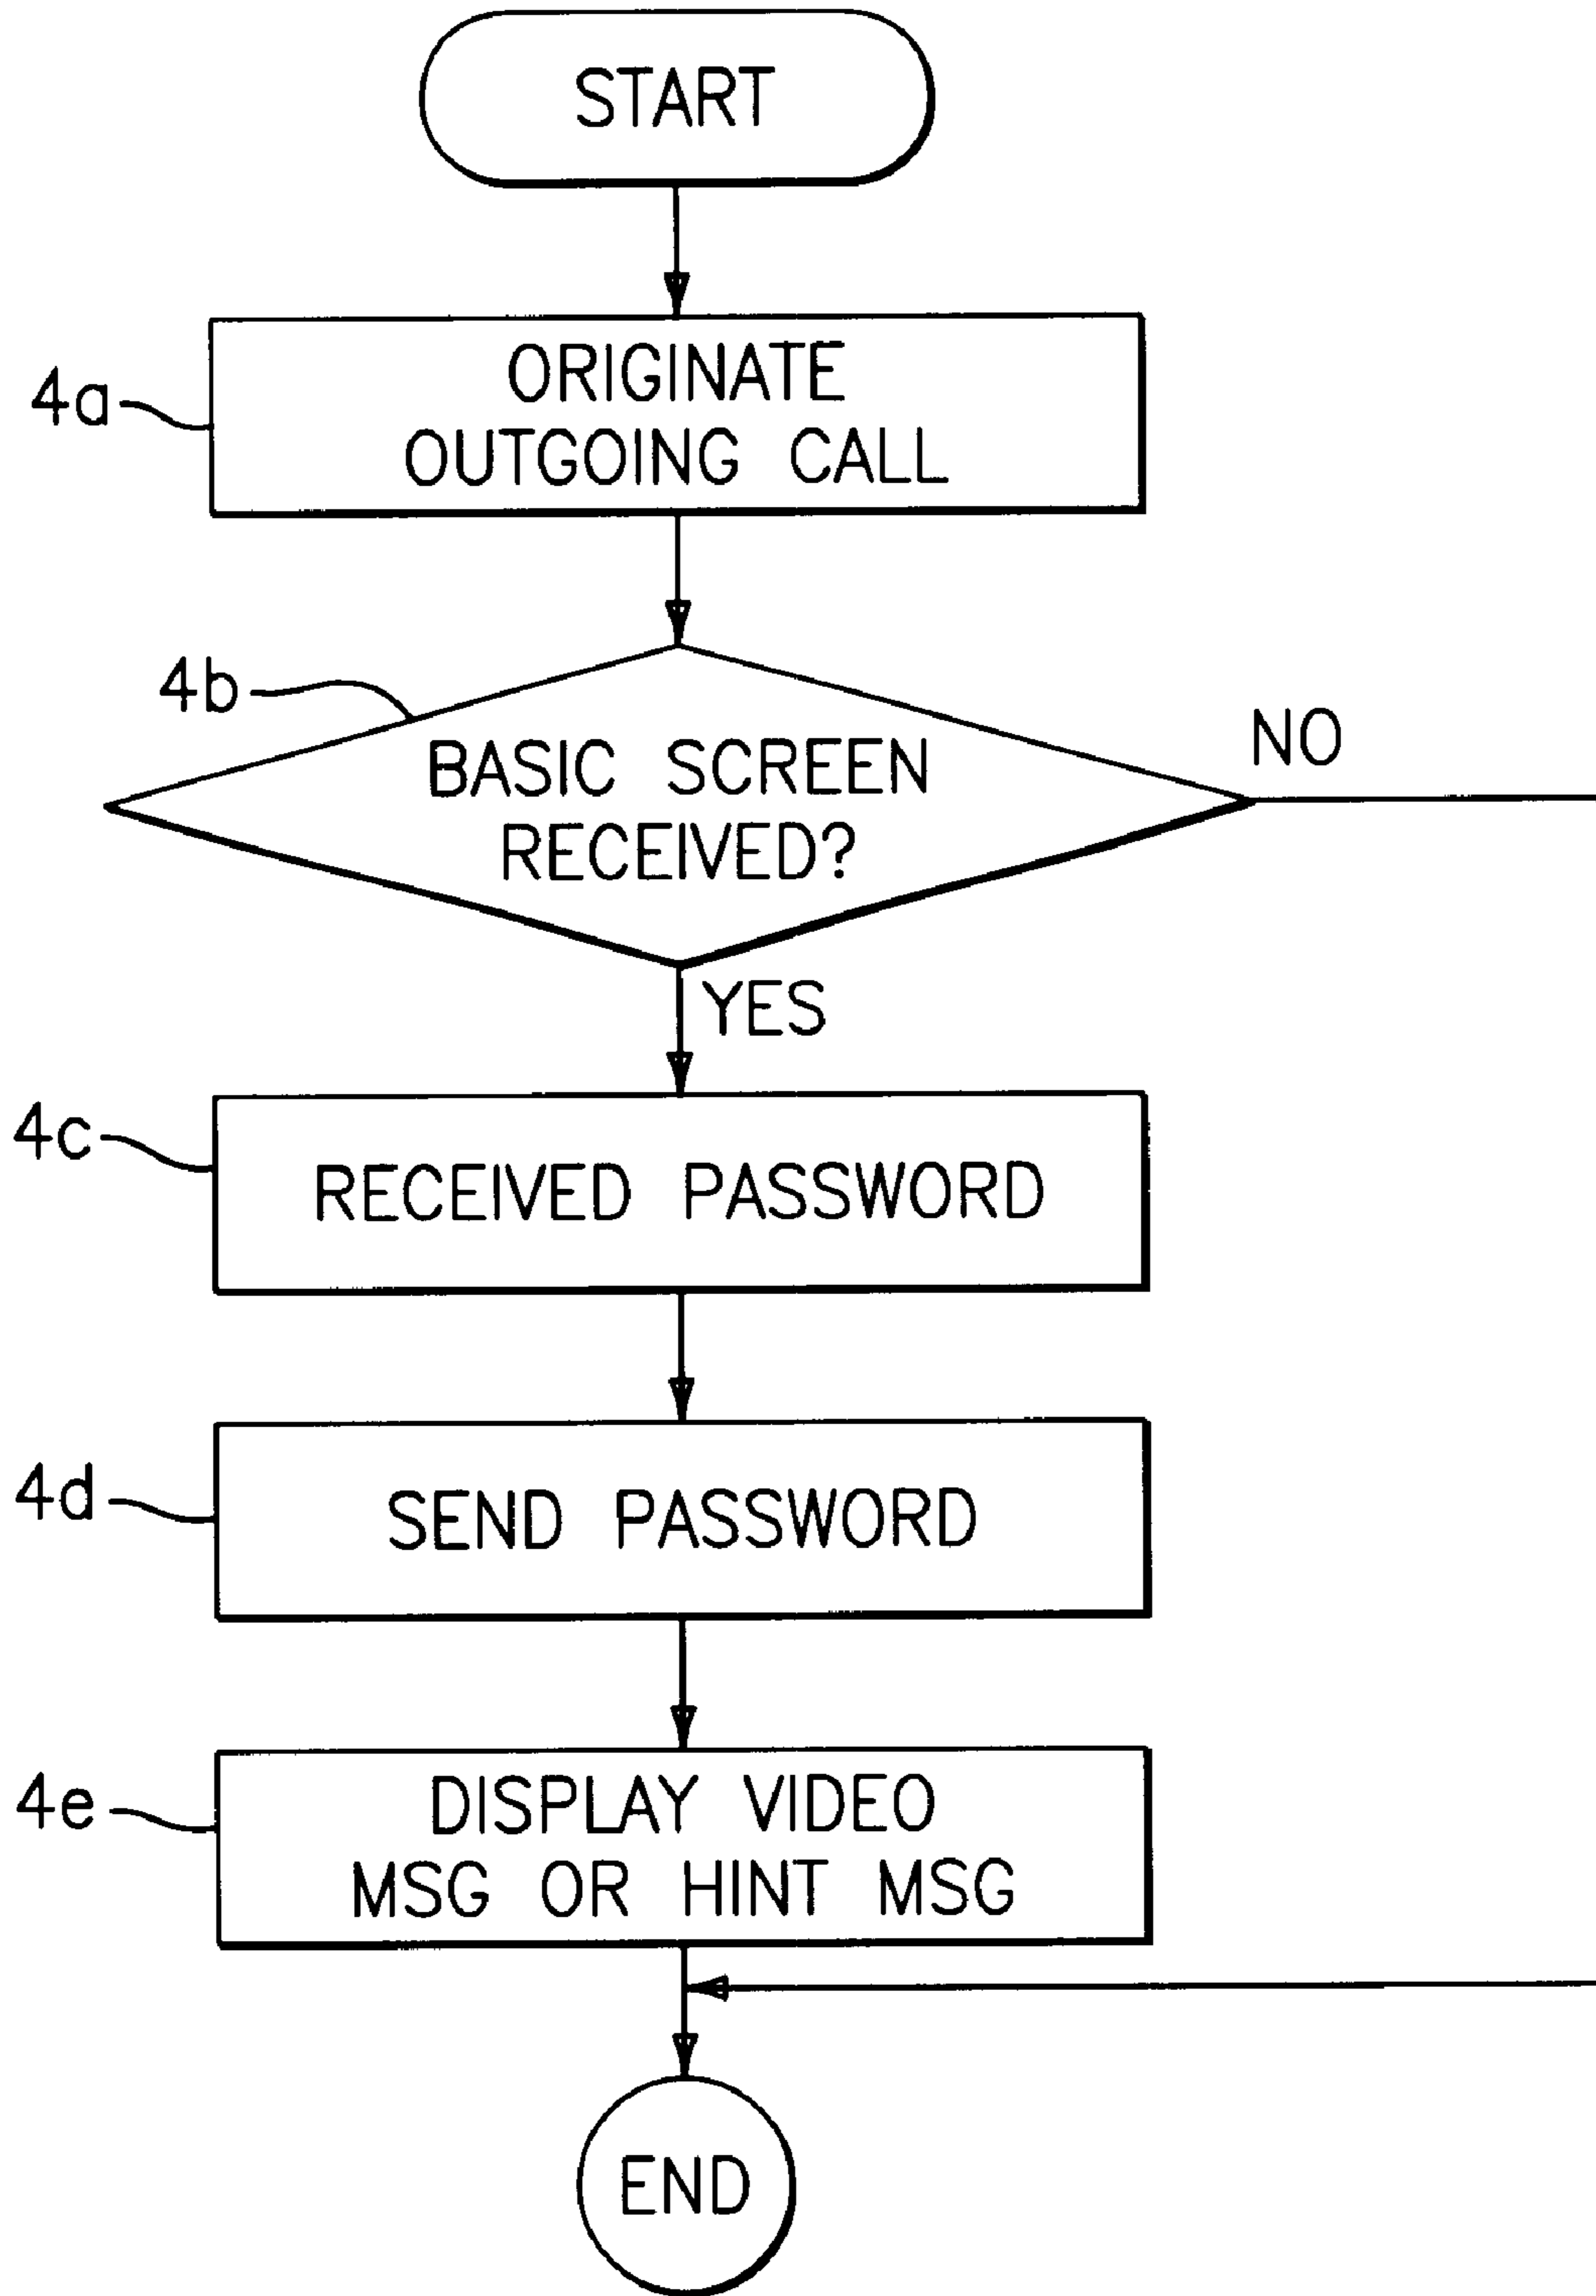 START
4a
ORIGINATE
OUTGOING CALL
4b
BASIC SCREEN
RECEIVED?
NO
YES
4c
RECEIVED PASSWORD
4d
SEND PASSWORD
4e
DISPLAY VIDEO
MSG OR HINT MSG
END